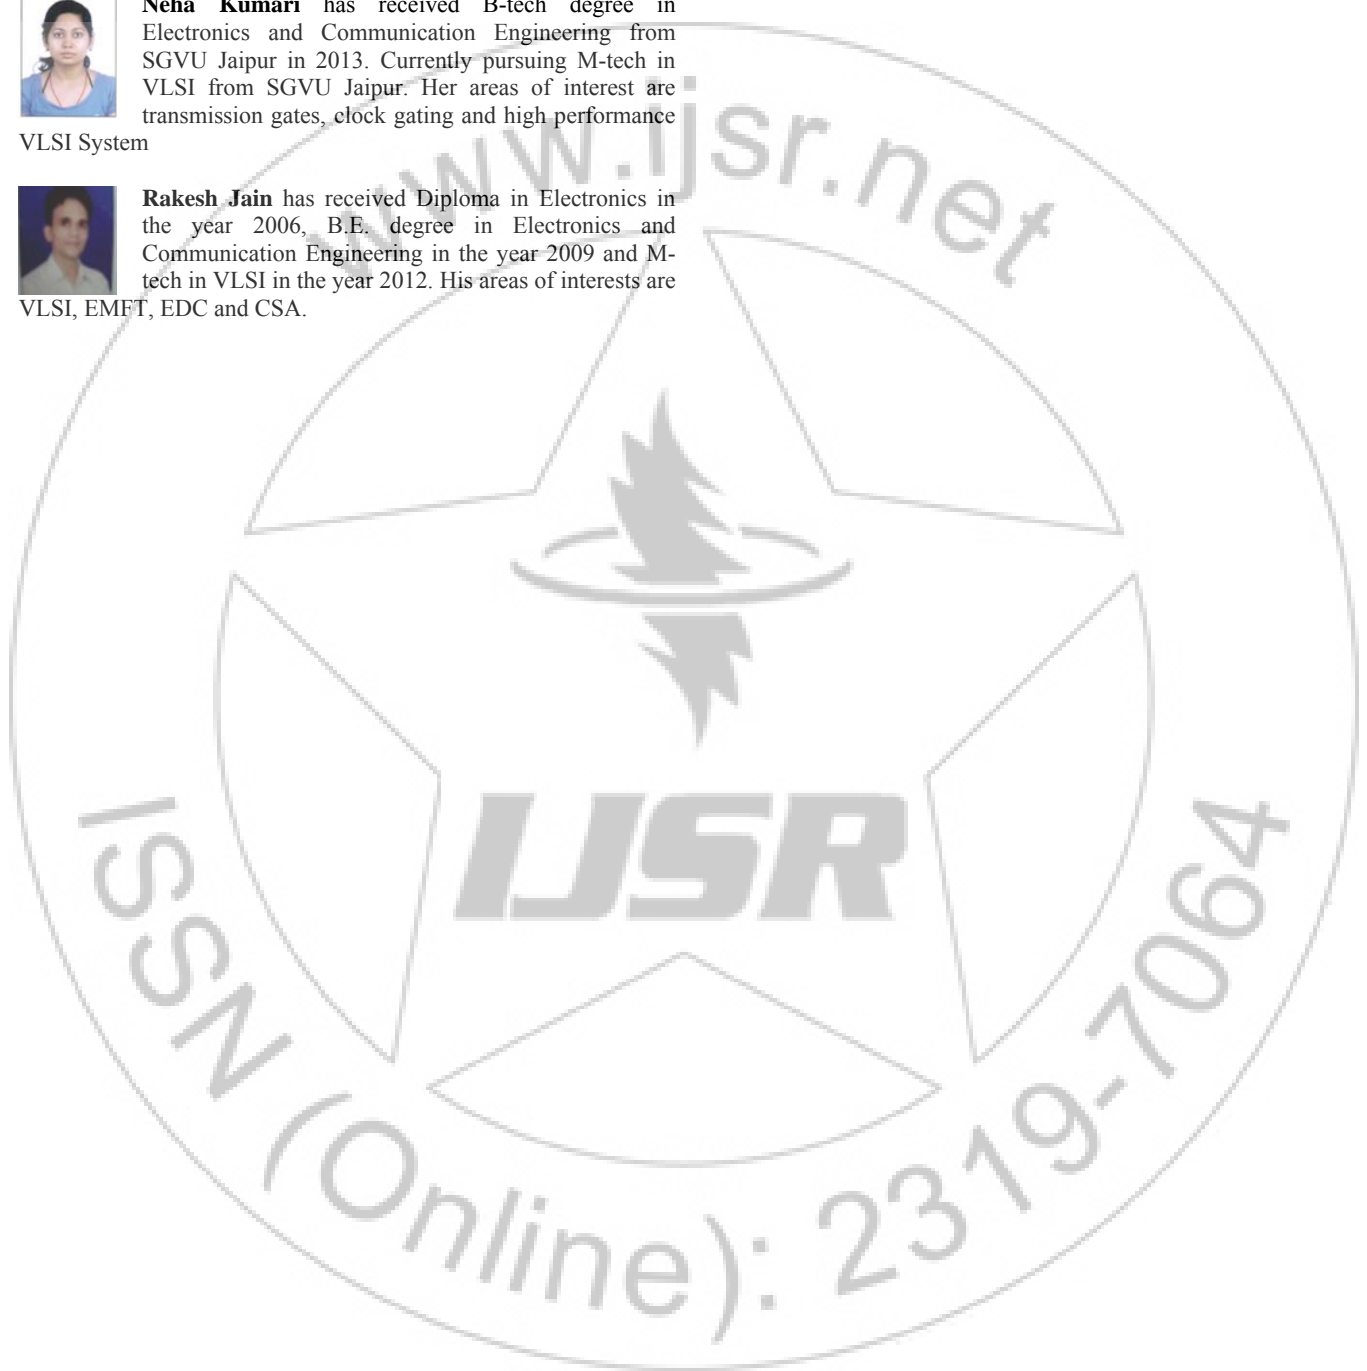 Neha Kumari has received B-tech degree in
Electronics and Communication Engineering from
SGVU Jaipur in 2013. Currently pursuing M-tech in
VLSI from SGVU Jaipur. Her areas of interest are
transmission gates, clock gating and high performance
VLSI System
Rakesh Jain has received Diploma in Electronics in
the year 2006, B.E. degree in Electronics and
Communication Engineering in the year 2009 and M-
tech in VLSI in the year 2012. His areas of interests are
VLSI, EMFT, EDC and CSA.
www.ijsr.net
IJSR
ISSN (Online): 2319-7064